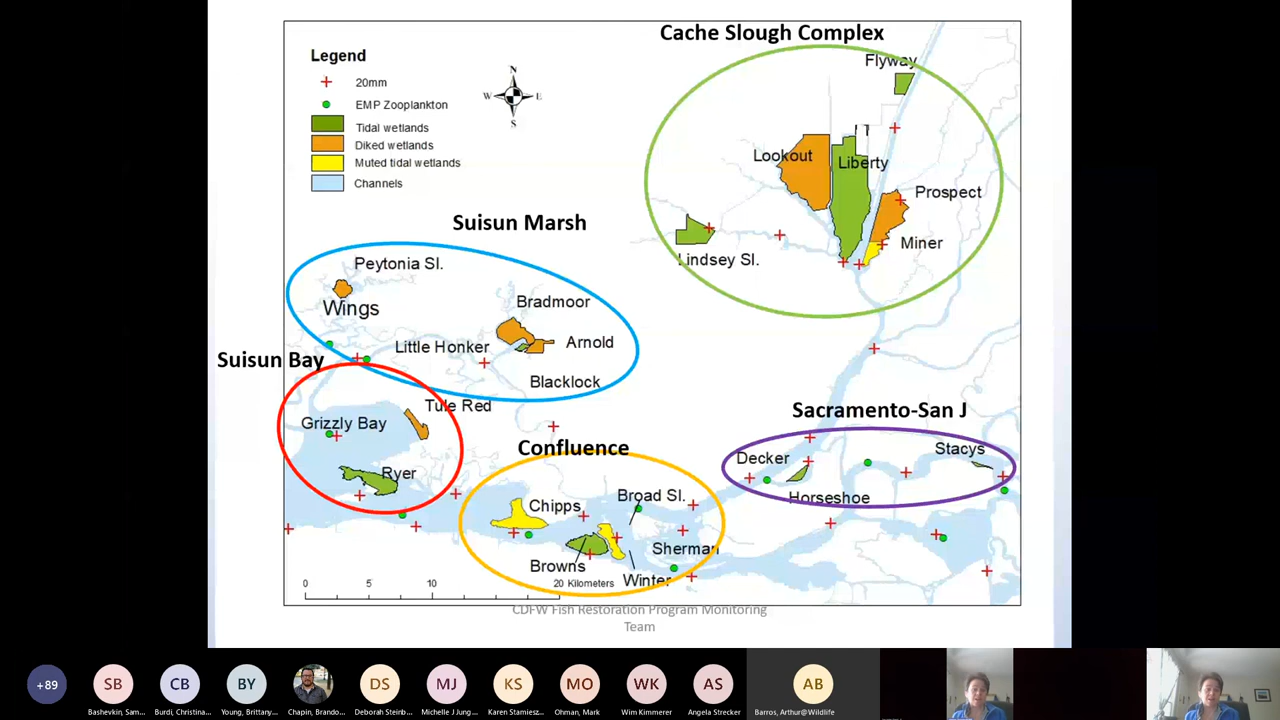 Cache Slough Complex
Legend
20mm
EMP Zooplankton
Tidal wetlands
Diked wetlands
Muted tidal wetlands
Channels
N
W
E
S
Flyway
Lookout
Liberty
Prospect
Miner
Lindsey Sl.
Suisun Marsh
Peytonia Sl.
Wings
Bradmoor
Arnold
Little Honker
Blacklock
Suisun Bay
Tule Red
Grizzly Bay
Ryer
Confluence
Chipps
Broad Sl.
Sherman
Browns
Winter
Sacramento-San J
Decker
Stacys
Horseshoe
0 5 10 20 Kilometers
CDFW Fish Restoration Program Monitoring
Team
+89 SB CB BY DS MJ KS MO WK AS AB
Bashevkin, Sam... Burdi, Christina... Young, Brittany... Chapin, Brando... Deborah Steinb... Michelle J Jung... Karen Stamiesz... Ohman, Mark Wim Kimmerer Angela Strecker Barros, Arthur@Wildlife